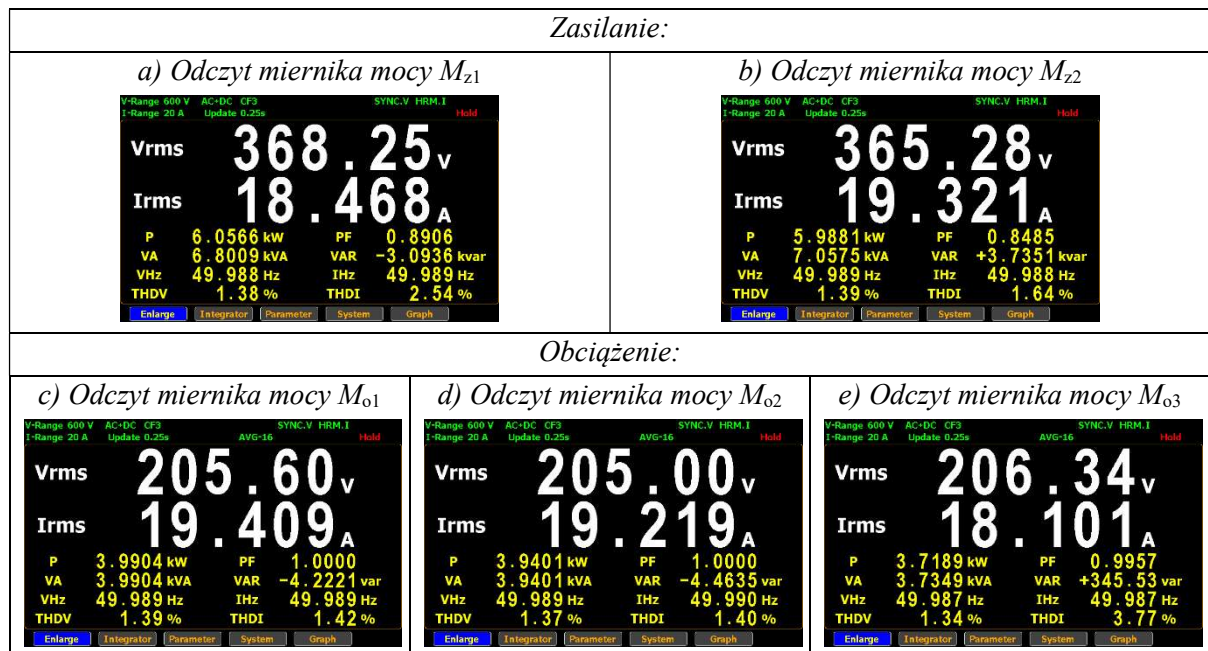 Zasilanie:
a) Odczyt miernika mocy Mz1
b) Odczyt miernika mocy Mz2
V-Range 600 V AC+DC CF3 SYNC.V HRM.I
I-Range 20 A Update 0.25s Hold
Vrms 368.25 V
Irms 18.468 A
P 6.0566 kW PF 0.8906
VA 6.8009 kVA VAR -3.0936 kvar
VHz 49.988 Hz IHz 49.989 Hz
THDV 1.38 % THDI 2.54 %
Enlarge Integrator Parameter System Graph
V-Range 600 V AC+DC CF3 SYNC.V HRM.I
I-Range 20 A Update 0.25s Hold
Vrms 365.28 V
Irms 19.321 A
P 5.9881 kW PF 0.8485
VA 7.0575 kVA VAR +3.7351 kvar
VHz 49.989 Hz IHz 49.988 Hz
THDV 1.39 % THDI 1.64 %
Enlarge Integrator Parameter System Graph
Obciążenie:
c) Odczyt miernika mocy Mo1
d) Odczyt miernika mocy Mo2
e) Odczyt miernika mocy Mo3
V-Range 600 V AC+DC CF3 SYNC.V HRM.I
I-Range 20 A Update 0.25s AVG-16 Hold
Vrms 205.60 V
Irms 19.409 A
P 3.9904 kW PF 1.0000
VA 3.9904 kVA VAR -4.2221 var
VHz 49.989 Hz IHz 49.989 Hz
THDV 1.39 % THDI 1.42 %
Enlarge Integrator Parameter System Graph
V-Range 600 V AC+DC CF3 SYNC.V HRM.I
I-Range 20 A Update 0.25s AVG-16 Hold
Vrms 205.00 V
Irms 19.219 A
P 3.9401 kW PF 1.0000
VA 3.9401 kVA VAR -4.4635 var
VHz 49.989 Hz IHz 49.990 Hz
THDV 1.37 % THDI 1.40 %
Enlarge Integrator Parameter System Graph
V-Range 600 V AC+DC CF3 SYNC.V HRM.I
I-Range 20 A Update 0.25s AVG-16 Hold
Vrms 206.34 V
Irms 18.101 A
P 3.7189 kW PF 0.9957
VA 3.7349 kVA VAR +345.53 var
VHz 49.987 Hz IHz 49.987 Hz
THDV 1.34 % THDI 3.77 %
Enlarge Integrator Parameter System Graph